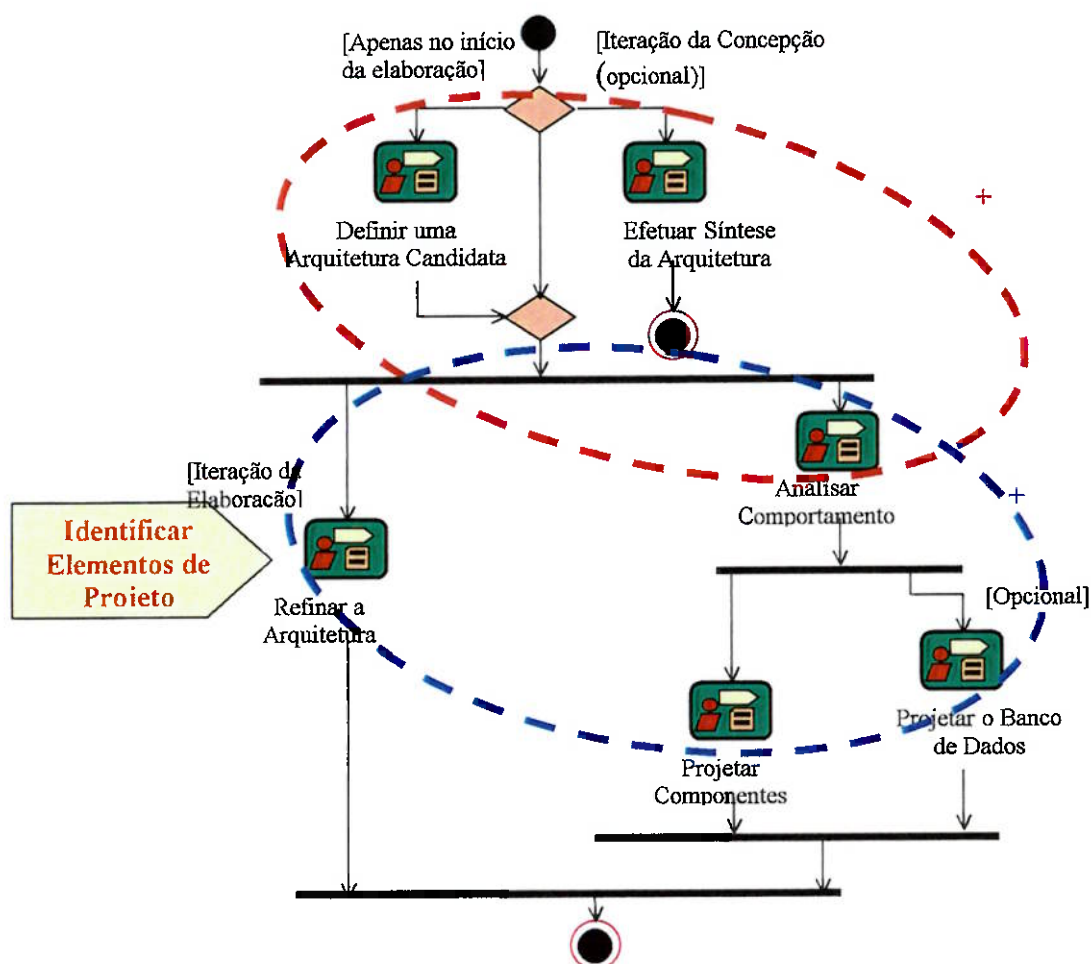 [Apenas no início
da elaboração]
[Iteração da Concepção
(opcional)]
Definir uma
Arquitetura Candidata
Efetuar Síntese
da Arquitetura
[Iteração da
Elaboração]
Analisar
Comportamento
Identificar
Elementos de
Projeto
Refinar a
Arquitetura
[Opcional]
Projetar o Banco
de Dados
Projetar
Componentes